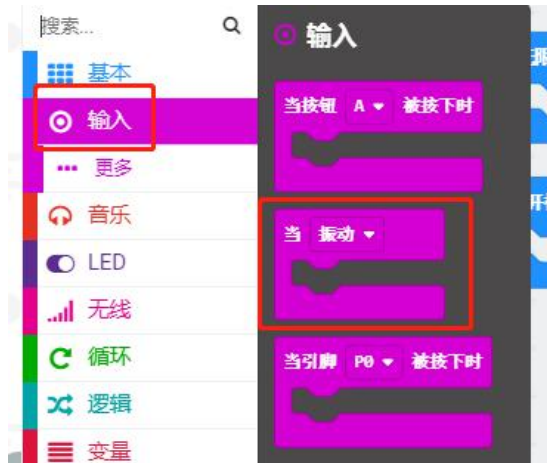 搜索...
基本
输入
更多
音乐
LED
无线
循环
逻辑
变量
输入
当按钮 A 被按下时
当 振动
当引脚 P0 被按下时